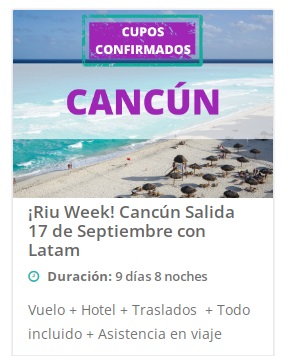 CUPOS
CONFIRMADOS
CANCÚN
¡Riu Week! Cancún Salida
17 de Septiembre con
Latam
Duración: 9 días 8 noches
Vuelo + Hotel + Traslados + Todo
incluido + Asistencia en viaje